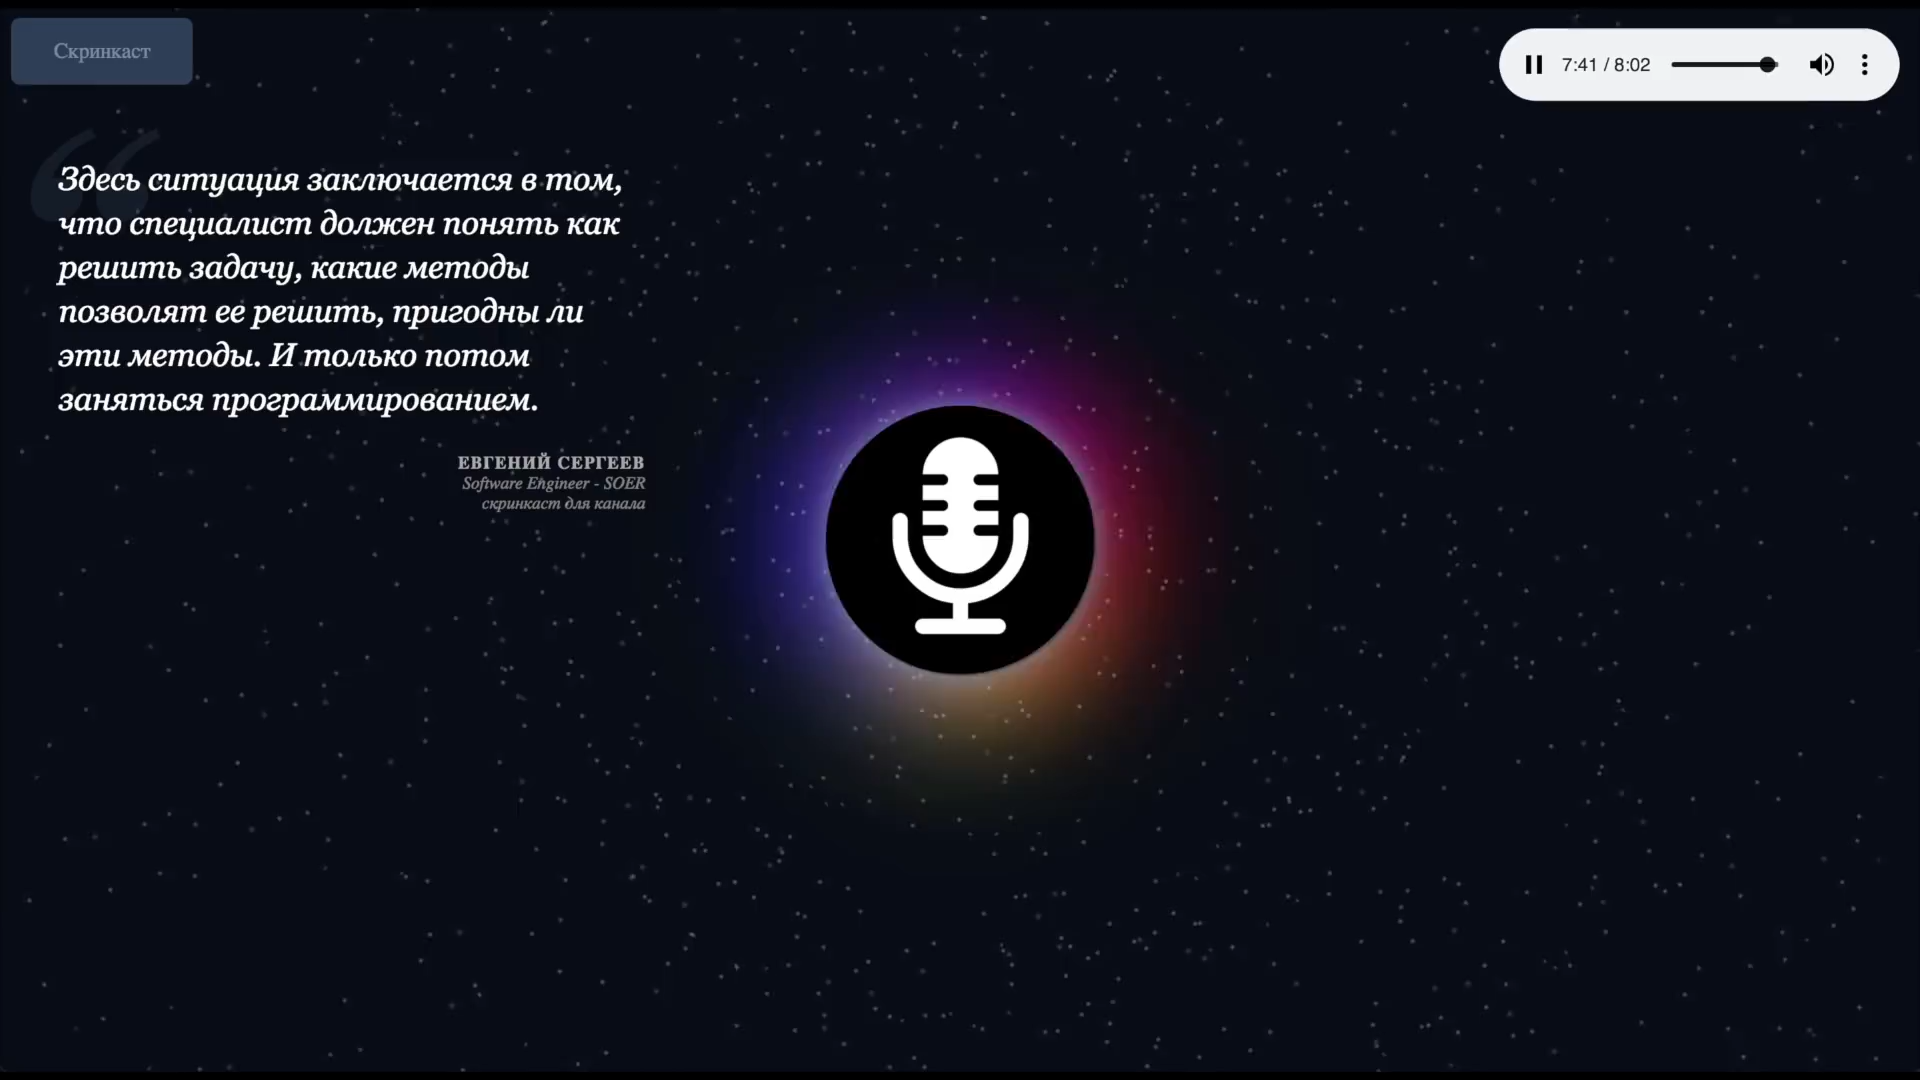 Скринкаст
7:41 / 8:02
Здесь ситуация заключается в том,
что специалист должен понять как
решить задачу, какие методы
позволят ее решить, пригодны ли
эти методы. И только потом
заняться программированием.
ЕВГЕНИЙ СЕРГЕЕВ
Software Engineer - SOER
скринкаст для канала